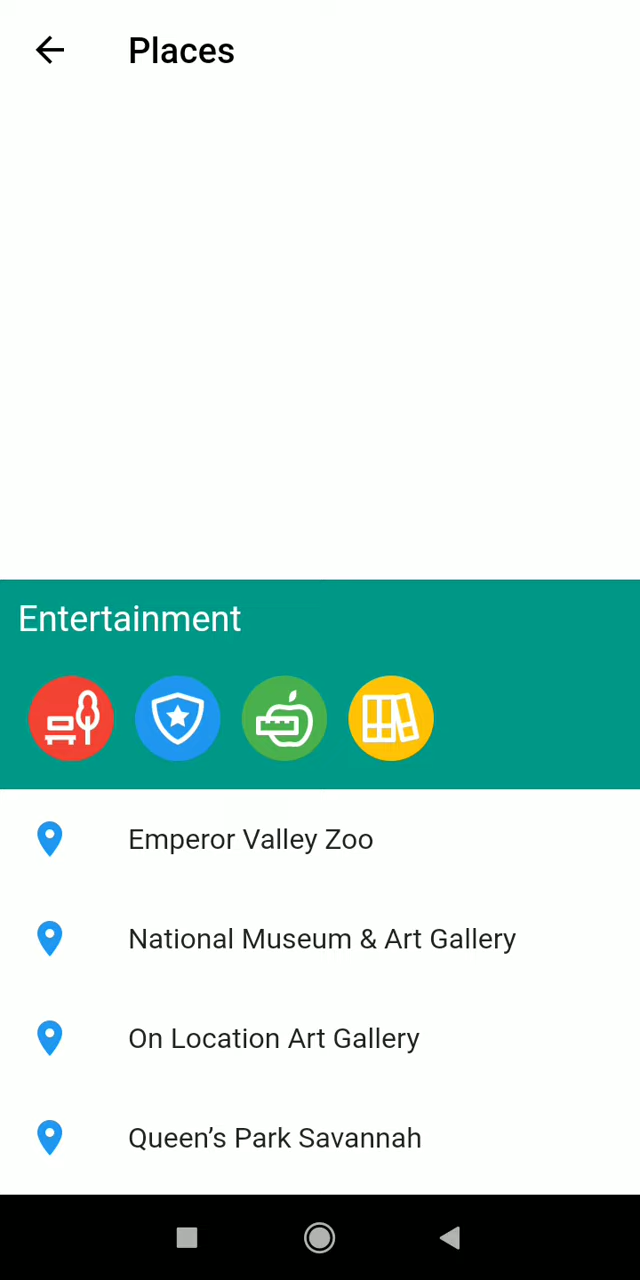 Places
Entertainment
Emperor Valley Zoo
National Museum & Art Gallery
On Location Art Gallery
Queen’s Park Savannah